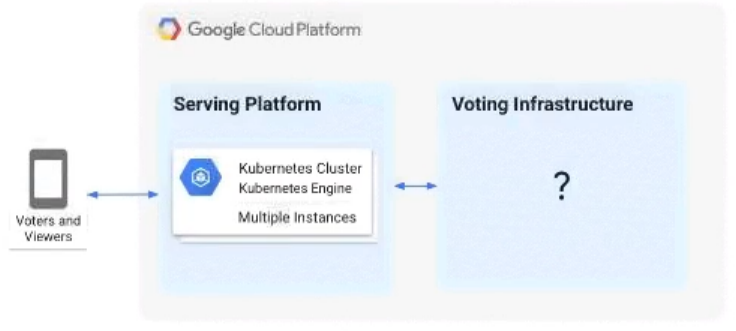 Google Cloud Platform
Serving Platform
Voting Infrastructure
Kubernetes Cluster
Kubernetes Engine
Multiple Instances
?
Voters and
Viewers